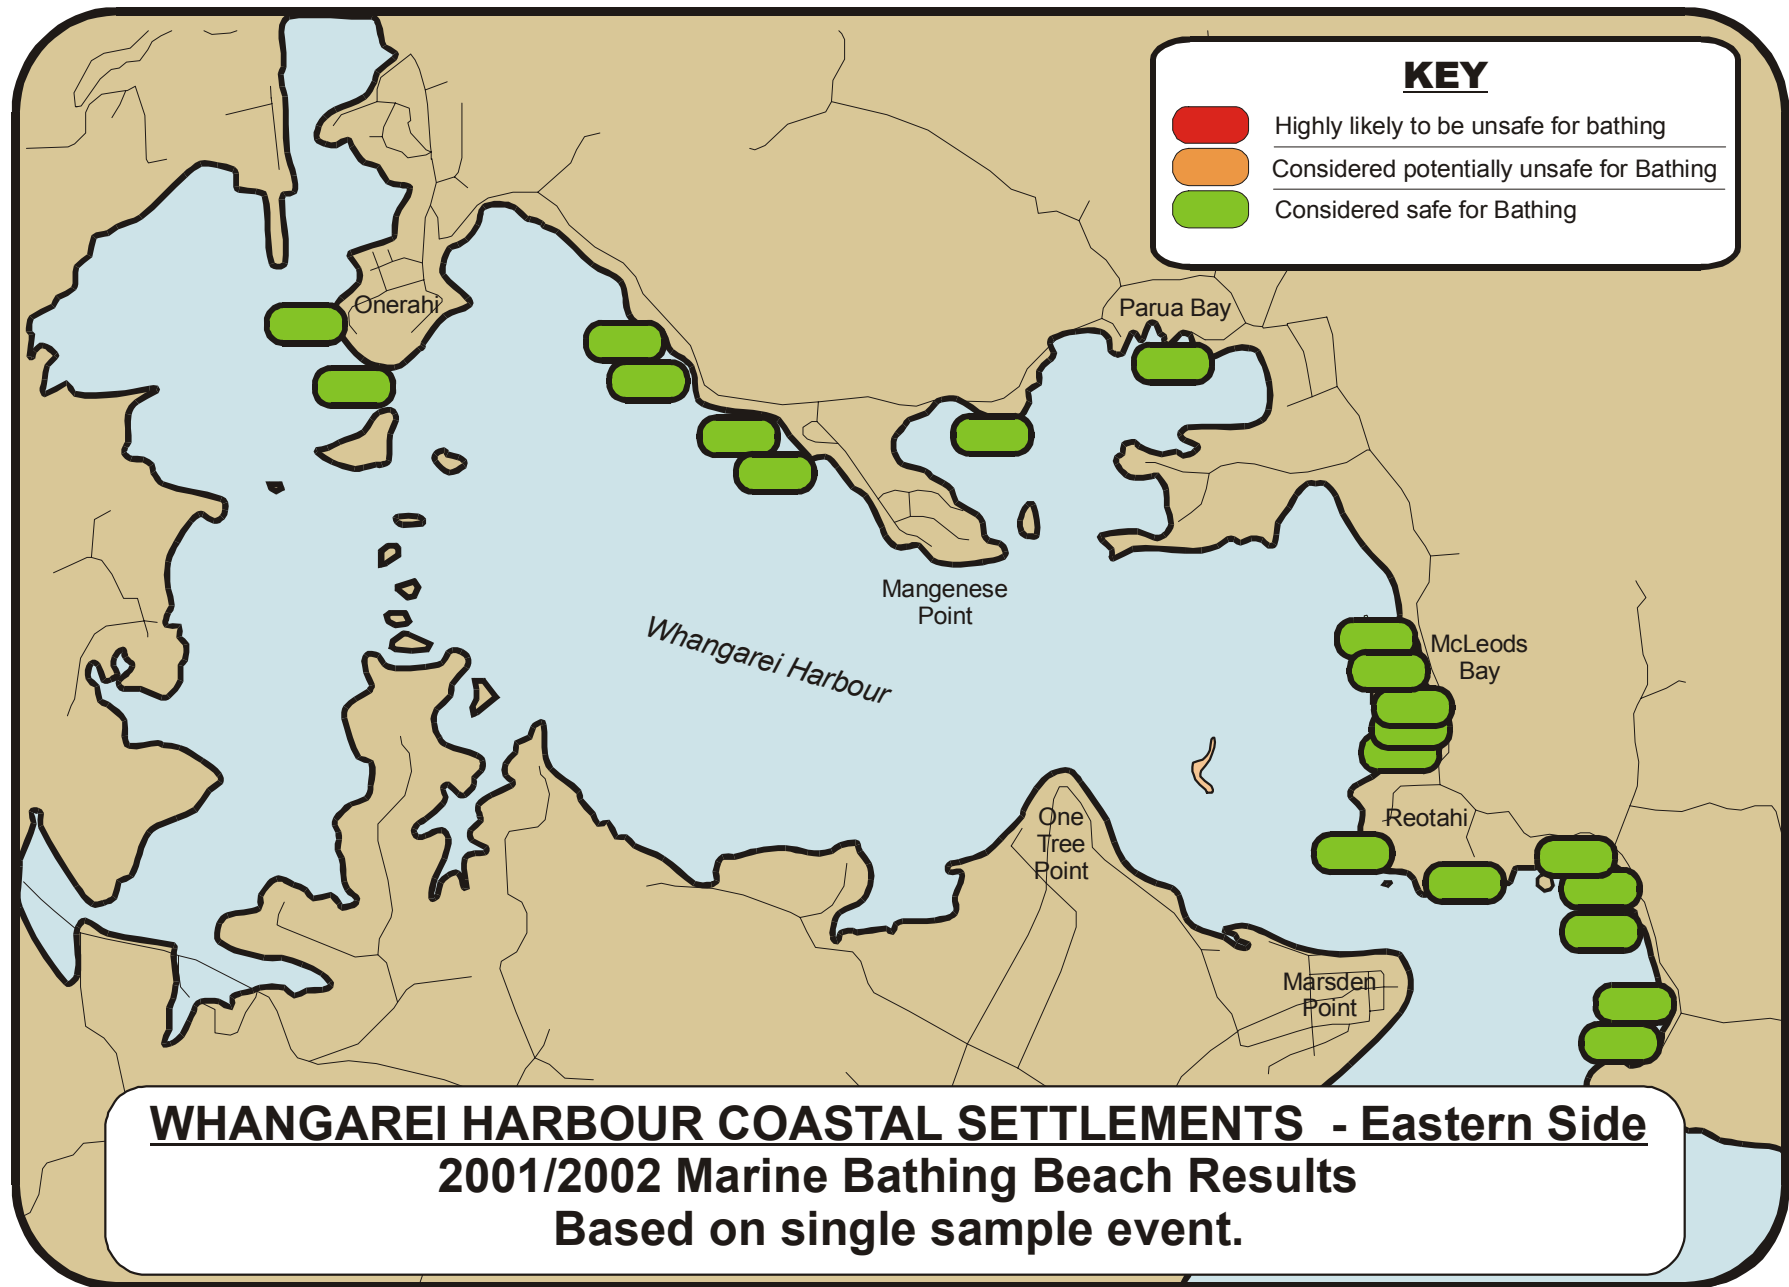 KEY
Highly likely to be unsafe for bathing
Considered potentially unsafe for Bathing
Considered safe for Bathing
Onerahi
Parua Bay
Mangenese
Point
Whangarei Harbour
McLeods
Bay
One
Tree
Point
Reotahi
Marsden
Point
WHANGAREI HARBOUR COASTAL SETTLEMENTS - Eastern Side
2001/2002 Marine Bathing Beach Results
Based on single sample event.